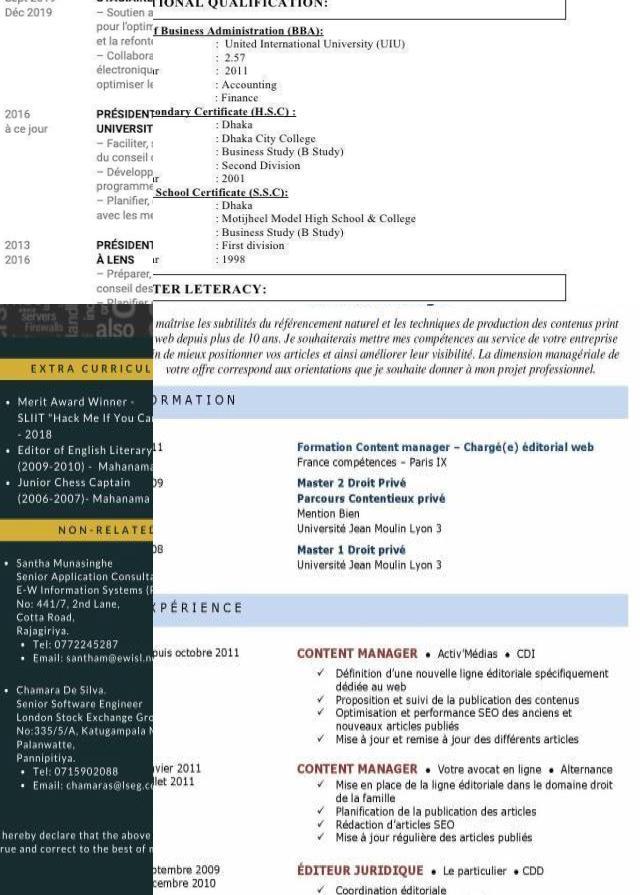 Déc 2019
– Soutien a
pour l'optim
et la refont
– Collabora
électroniqu
optimiser le
2016
à ce jour
PRÉSIDENT
UNIVERSIT
– Faciliter, s
du conseil d
– Développ
programme
– Planifier,
avec les me
2013
2016
PRÉSIDENT
À LENS
– Préparer,
conseil des
– Planifier
IONAL QUALIFICATION:
f Business Administration (BBA):
: United International University (UIU)
: 2.57
: 2011
: Accounting
: Finance
ondary Certificate (H.S.C) :
: Dhaka
: Dhaka City College
: Business Study (B Study)
: Second Division
: 2001
School Certificate (S.S.C):
: Dhaka
: Motijheel Model High School & College
: Business Study (B Study)
: First division
: 1998
TER LETERACY:
servers
Firewalls
also
EXTRA CURRICUL
• Merit Award Winner -
SLIIT "Hack Me If You Ca
- 2018
• Editor of English Literary
(2009-2010) - Mahanama
• Junior Chess Captain
(2006-2007)- Mahanama
NON-RELATED
• Santha Munasinghe
Senior Application Consulta
E-W Information Systems (P
No: 441/7, 2nd Lane,
Cotta Road,
Rajagiriya.
• Tel: 0772245287
• Email: santham@ewisl.n
• Chamara De Silva.
Senior Software Engineer
London Stock Exchange Gro
No:335/5/A, Katugampala M
Palanwatte,
Pannipitiya.
• Tel: 0715902088
• Email: chamaras@lseg.c
hereby declare that the above
rue and correct to the best of m
maîtrise les subtilités du référencement naturel et les techniques de production des contenus print
web depuis plus de 10 ans. Je souhaiterais mettre mes compétences au service de votre entreprise
n de mieux positionner vos articles et ainsi améliorer leur visibilité. La dimension managériale de
votre offre correspond aux orientations que je souhaite donner à mon projet professionnel.
ORMATION
11
Formation Content manager – Chargé(e) éditorial web
France compétences – Paris IX
09
Master 2 Droit Privé
Parcours Contentieux privé
Mention Bien
Université Jean Moulin Lyon 3
08
Master 1 Droit privé
Université Jean Moulin Lyon 3
XPÉRIENCE
puis octobre 2011
CONTENT MANAGER • Activ'Médias • CDI
✓ Définition d'une nouvelle ligne éditoriale spécifiquement
dédiée au web
✓ Proposition et suivi de la publication des contenus
✓ Optimisation et performance SEO des anciens et
nouveaux articles publiés
✓ Mise à jour et remise à jour des différents articles
nvier 2011
llet 2011
CONTENT MANAGER • Votre avocat en ligne • Alternance
✓ Mise en place de la ligne éditoriale dans le domaine droit
de la famille
✓ Planification de la publication des articles
✓ Rédaction d'articles SEO
✓ Mise à jour régulière des articles publiés
ptembre 2009
cembre 2010
ÉDITEUR JURIDIQUE • Le particulier • CDD
✓ Coordination éditoriale